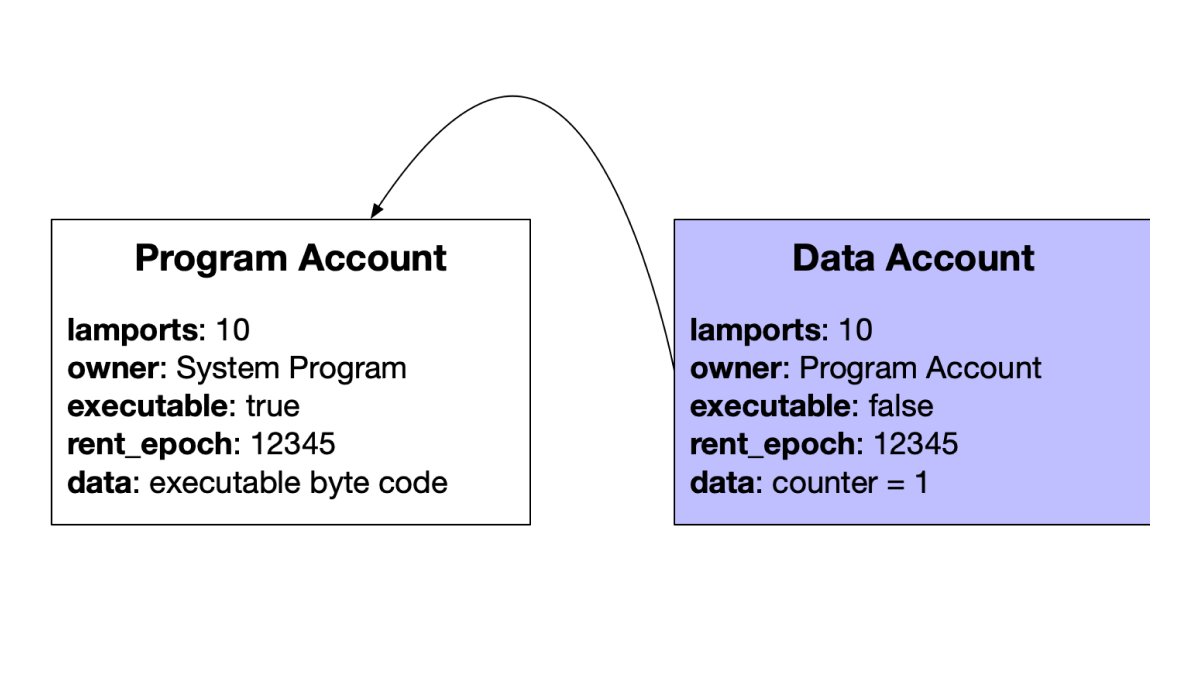 Program Account
lamports: 10
owner: System Program
executable: true
rent_epoch: 12345
data: executable byte code
Data Account
lamports: 10
owner: Program Account
executable: false
rent_epoch: 12345
data: counter = 1